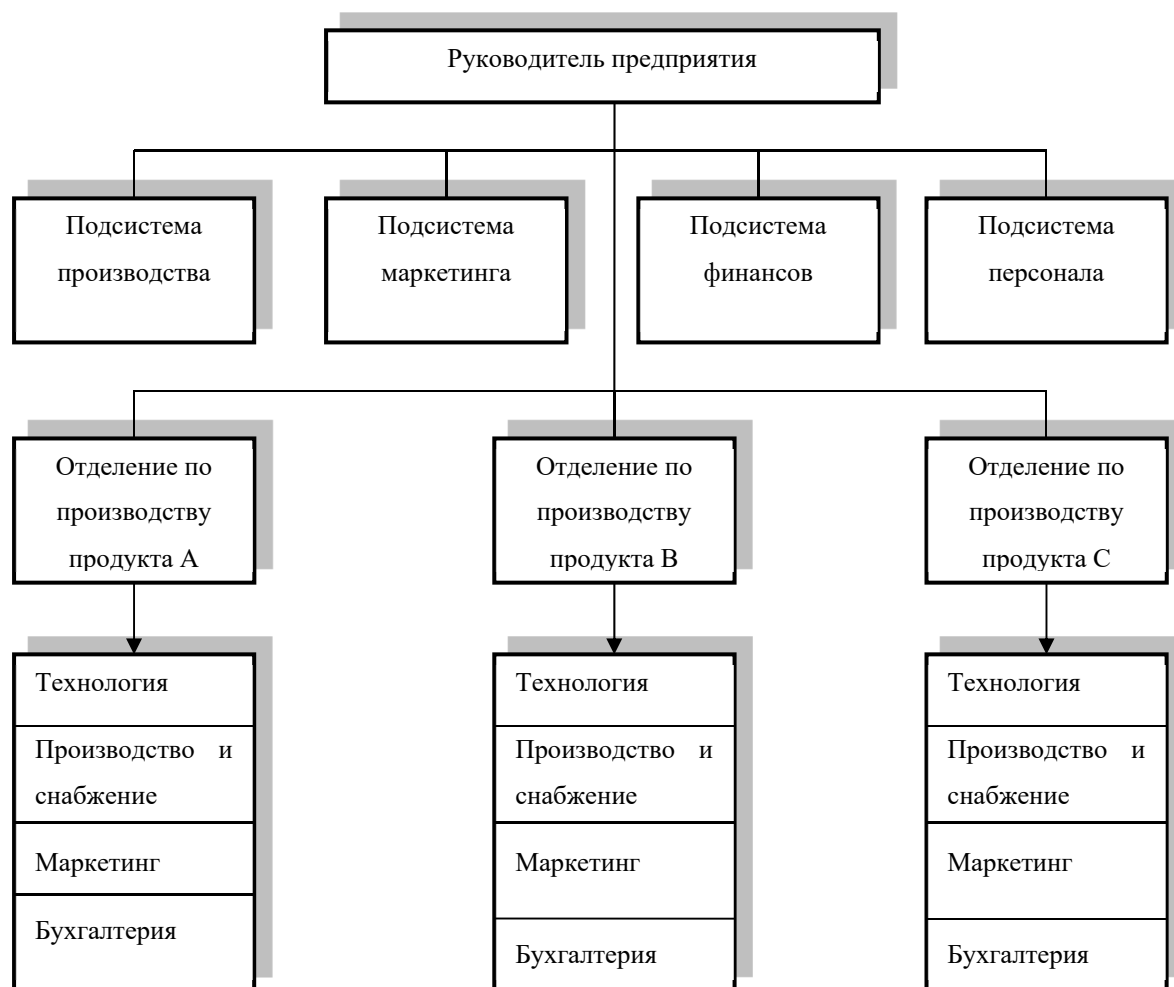 Руководитель предприятия
Подсистема
производства
Подсистема
маркетинга
Подсистема
финансов
Подсистема
персонала
Отделение по
производству
продукта А
Отделение по
производству
продукта В
Отделение по
производству
продукта С
Технология
Производство и
снабжение
Маркетинг
Бухгалтерия
Технология
Производство и
снабжение
Маркетинг
Бухгалтерия
Технология
Производство и
снабжение
Маркетинг
Бухгалтерия